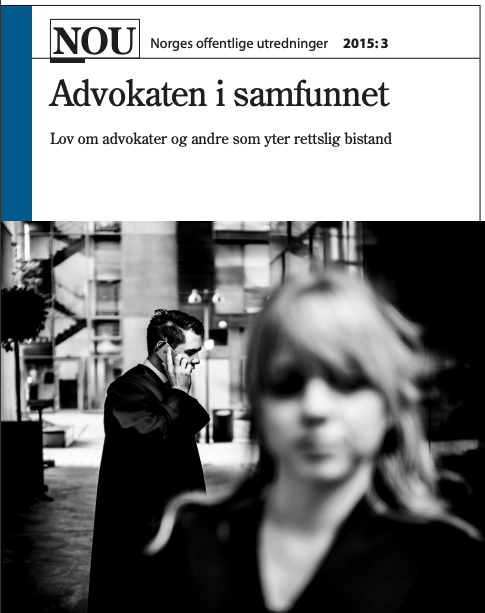 NOU Norges offentlige utredninger 2015: 3
Advokaten i samfunnet
Lov om advokater og andre som yter rettslig bistand